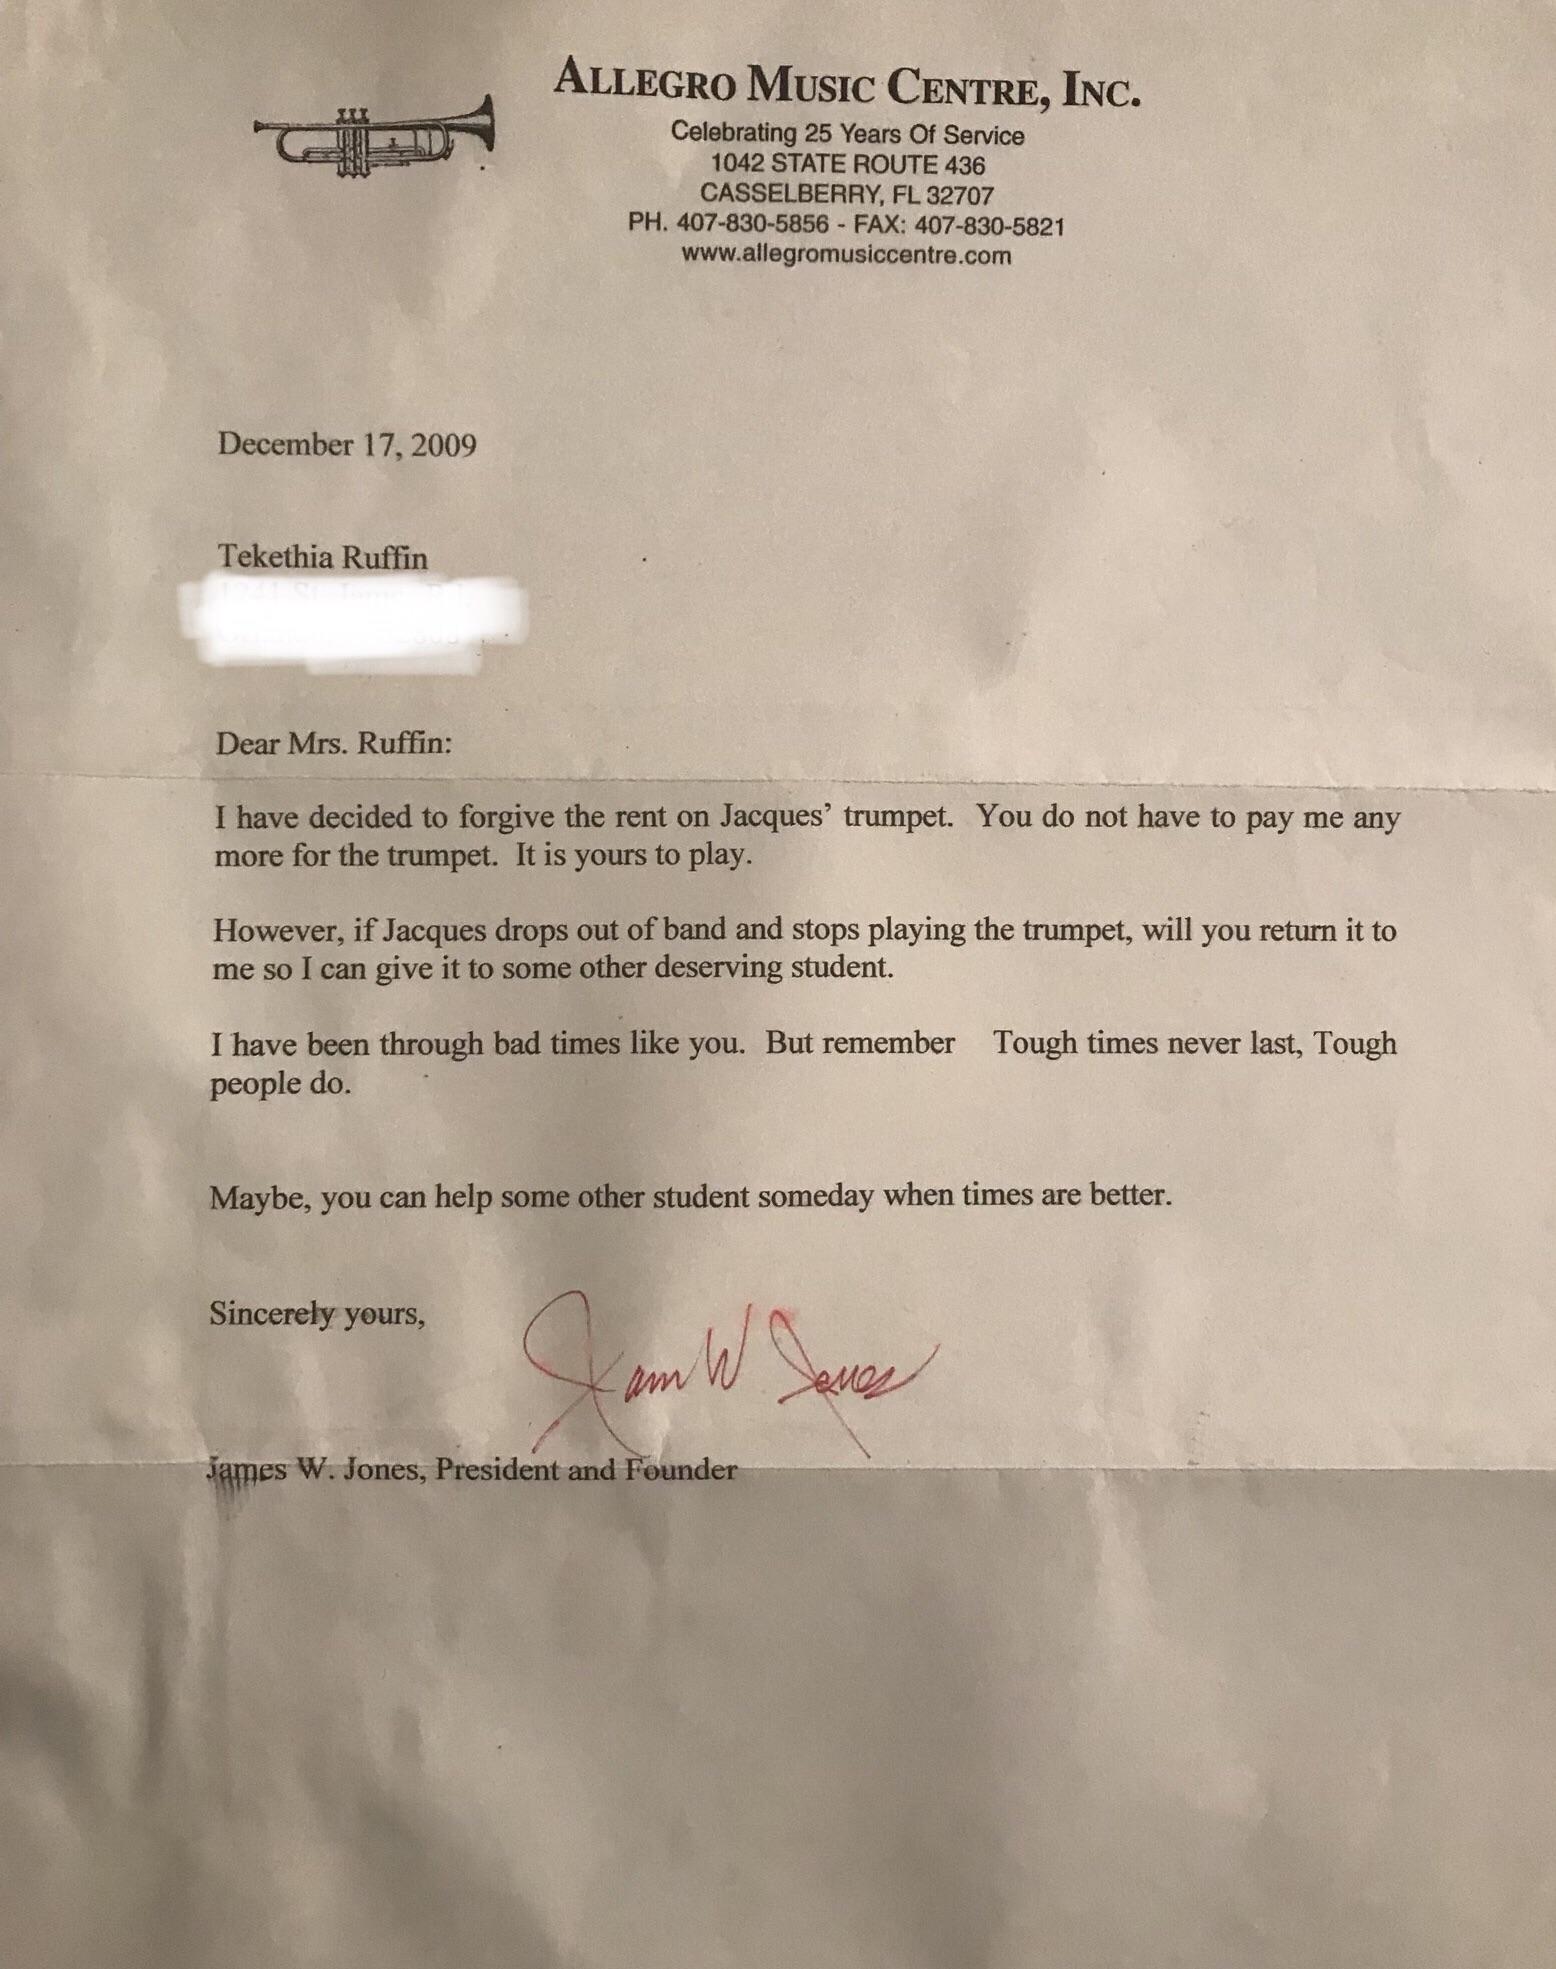 ALLEGRO MUSIC CENTRE, INC.
Celebrating 25 Years Of Service
1042 STATE ROUTE 436
CASSELBERRY, FL 32707
PH. 407-830-5856 - FAX: 407-830-5821
www.allegromusiccentre.com
December 17, 2009
Tekethia Ruffin
Dear Mrs. Ruffin:
I have decided to forgive the rent on Jacques’ trumpet. You do not have to pay me any
more for the trumpet. It is yours to play.
However, if Jacques drops out of band and stops playing the trumpet, will you return it to
me so I can give it to some other deserving student.
I have been through bad times like you. But remember Tough times never last, Tough
people do.
Maybe, you can help some other student someday when times are better.
Sincerely yours,
James W Jones
James W. Jones, President and Founder